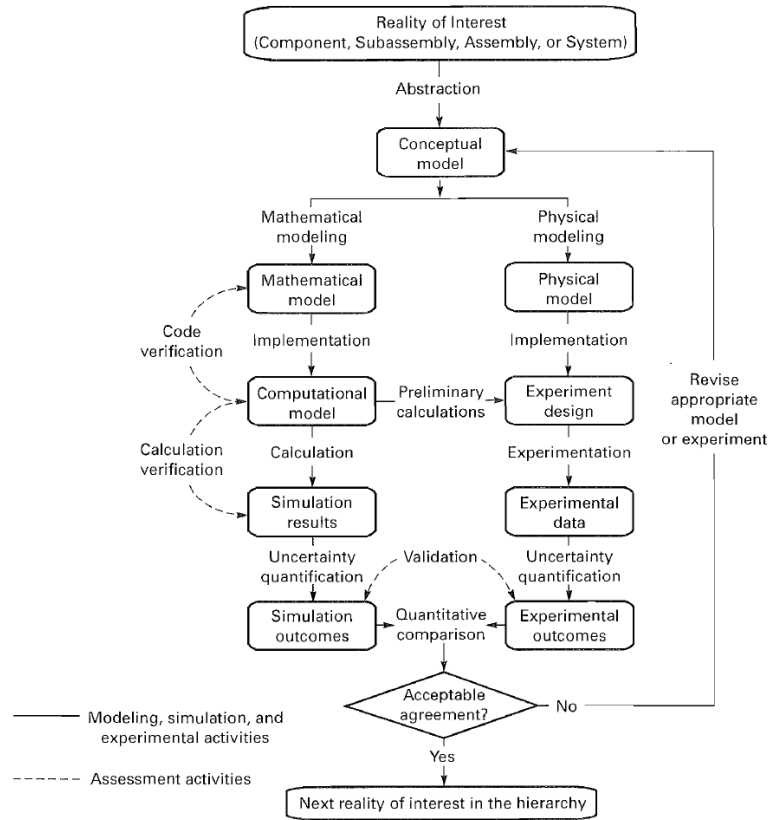 Reality of Interest
(Component, Subassembly, Assembly, or System)
Abstraction
Conceptual
model
Mathematical
modeling
Physical
modeling
Mathematical
model
Physical
model
Code
verification
Implementation
Implementation
Computational
model
Preliminary
calculations
Experiment
design
Revise
appropriate
model
or experiment
Calculation
verification
Calculation
Experimentation
Simulation
results
Experimental
data
Uncertainty
quantification
Validation
Uncertainty
quantification
Simulation
outcomes
Quantitative
comparison
Experimental
outcomes
Acceptable
agreement?
No
Modeling, simulation, and
experimental activities
Yes
Assessment activities
Next reality of interest in the hierarchy